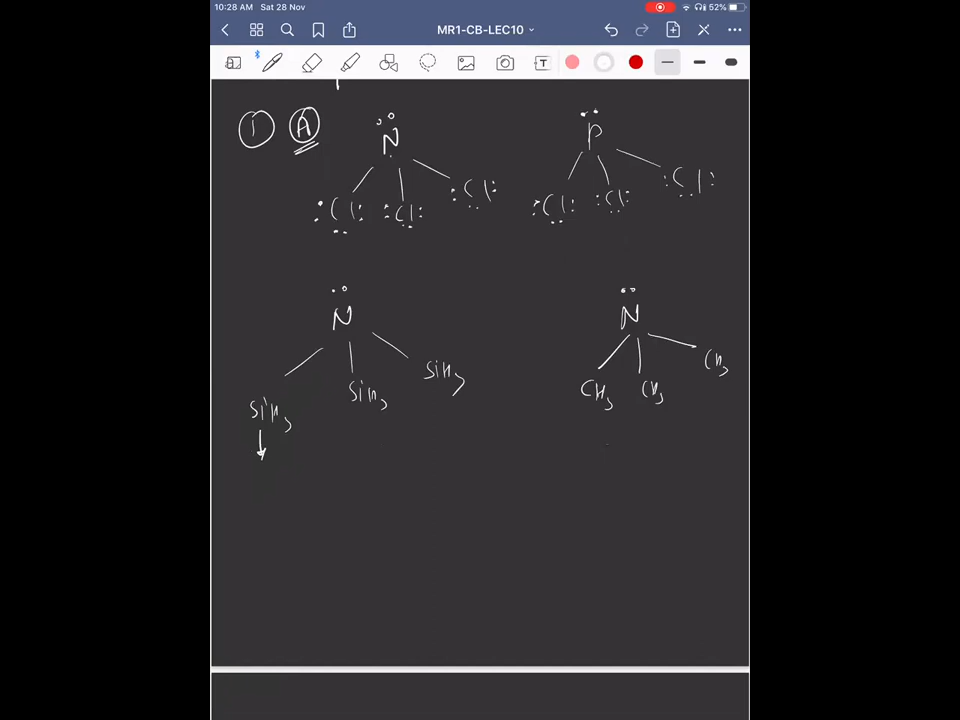 10:28 AM Sat 28 Nov 52%
MR1-CB-LEC10
T
1 A N P
Cl Cl Cl Cl Cl Cl
N N
SiH3 SiH3 SiH3 CH3 CH3 CH3